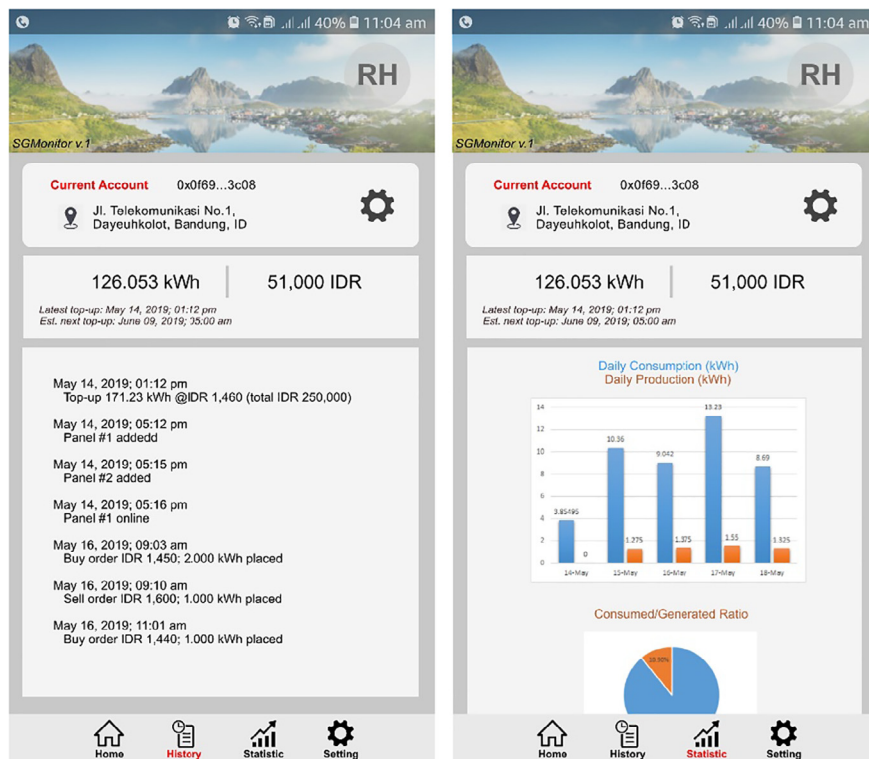 40% 11:04 am
RH
SGMonitor v.1
Current Account 0x0f69...3c08
Jl. Telekomunikasi No.1,
Dayeuhkolot, Bandung, ID
126.053 kWh 51,000 IDR
Latest top-up: May 14, 2019; 01:12 pm
Est. next top-up: June 09, 2019; 05:00 am
May 14, 2019; 01:12 pm
Top-up 171.23 kWh @IDR 1,460 (total IDR 250,000)
May 14, 2019; 05:12 pm
Panel #1 addedd
May 14, 2019; 05:15 pm
Panel #2 added
May 14, 2019; 05:16 pm
Panel #1 online
May 16, 2019; 09:03 am
Buy order IDR 1,450; 2.000 kWh placed
May 16, 2019; 09:10 am
Sell order IDR 1,600; 1.000 kWh placed
May 16, 2019; 11:01 am
Buy order IDR 1,440; 1.000 kWh placed
Home History Statistic Setting
40% 11:04 am
RH
SGMonitor v.1
Current Account 0x0f69...3c08
Jl. Telekomunikasi No.1,
Dayeuhkolot, Bandung, ID
126.053 kWh 51,000 IDR
Latest top-up: May 14, 2019; 01:12 pm
Est. next top-up: June 09, 2019; 05:00 am
Daily Consumption (kWh)
Daily Production (kWh)
14
12
10
8
6
4
2
0
3.85495
0
10.36
1.275
9.042
1.375
13.23
1.55
8.69
1.325
14-May 15-May 16-May 17-May 18-May
Consumed/Generated Ratio
Home History Statistic Setting